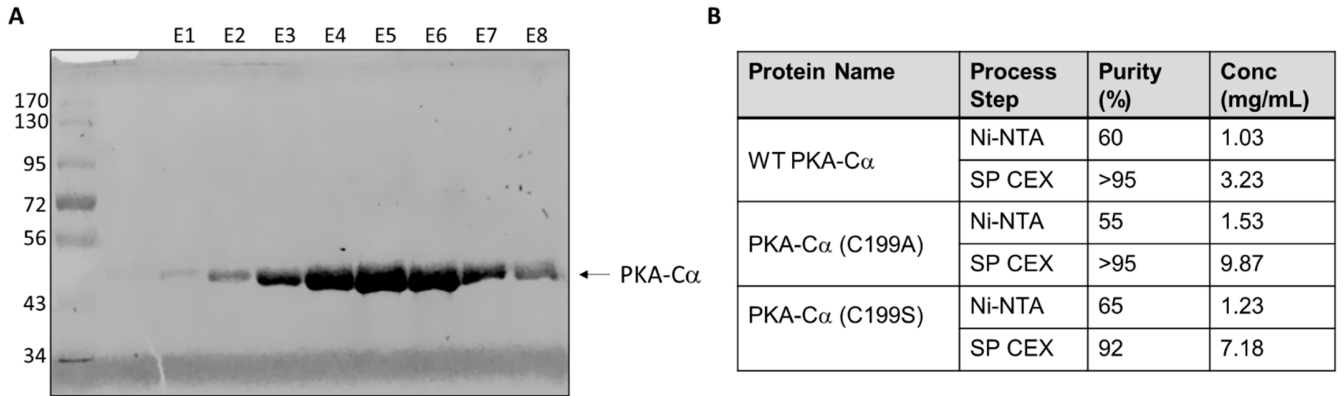 A
E1 E2 E3 E4 E5 E6 E7 E8
170
130
95
72
56
43
34
PKA-Cα
B
Protein Name Process Step Purity (%) Conc (mg/mL)
WT PKA-Cα
Ni-NTA 60 1.03
SP CEX >95 3.23
PKA-Cα (C199A)
Ni-NTA 55 1.53
SP CEX >95 9.87
PKA-Cα (C199S)
Ni-NTA 65 1.23
SP CEX 92 7.18